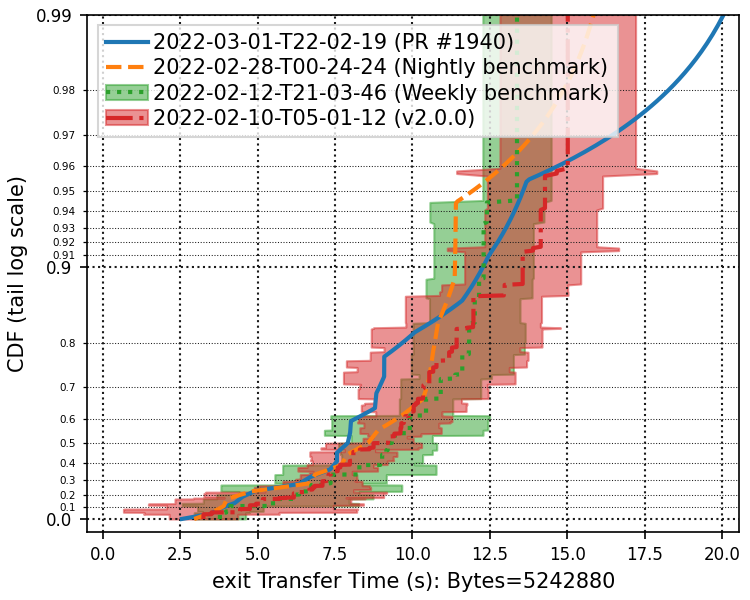 0.99
2022-03-01-T22-02-19 (PR #1940)
2022-02-28-T00-24-24 (Nightly benchmark)
2022-02-12-T21-03-46 (Weekly benchmark)
2022-02-10-T05-01-12 (v2.0.0)
0.98
0.97
0.96
0.95
0.94
0.93
0.92
0.91
0.9
0.8
0.7
0.6
0.5
0.4
0.3
0.2
0.1
0.0
CDF (tail log scale)
0.0 2.5 5.0 7.5 10.0 12.5 15.0 17.5 20.0
exit Transfer Time (s): Bytes=5242880